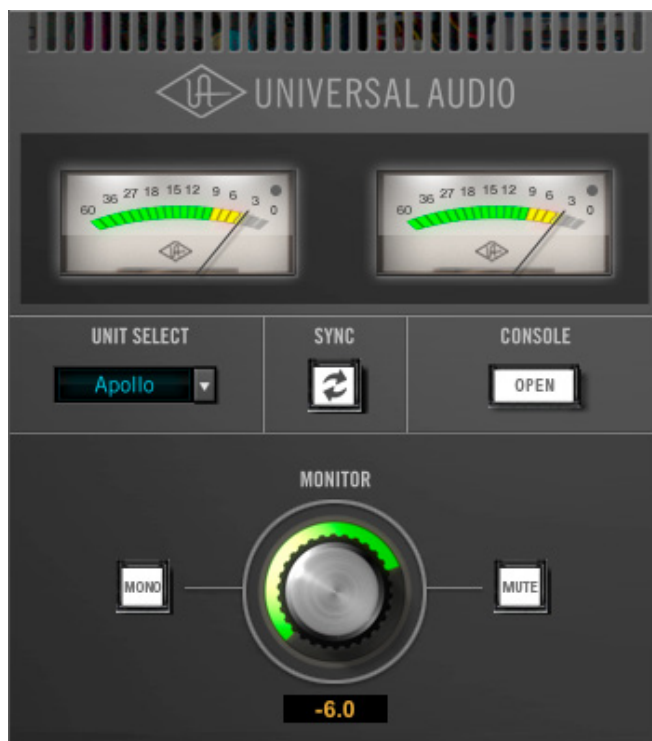 UNIVERSAL AUDIO
60 36 27 18 15 12 9 6 3 0
60 36 27 18 15 12 9 6 3 0
UNIT SELECT
SYNC
CONSOLE
Apollo
OPEN
MONITOR
MONO
MUTE
-6.0